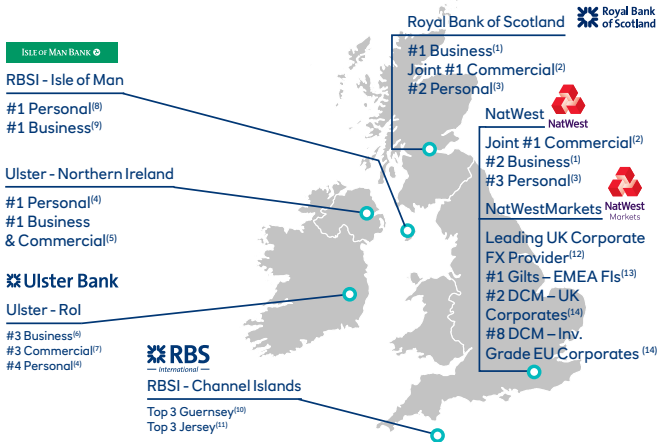 Royal Bank
of Scotland
Royal Bank of Scotland
#1 Business(1)
Joint #1 Commercial(2)
#2 Personal(3)
ISLE OF MAN BANK
RBSI - Isle of Man
#1 Personal(8)
#1 Business(9)
NatWest
NatWest
Joint #1 Commercial(2)
#2 Business(1)
#3 Personal(3)
NatWest
Markets
NatWestMarkets
Leading UK Corporate
FX Provider(12)
#1 Gilts – EMEA FIs(13)
#2 DCM – UK
Corporates(14)
#8 DCM – Inv.
Grade EU Corporates (14)
Ulster - Northern Ireland
#1 Personal(4)
#1 Business
& Commercial(5)
Ulster Bank
Ulster - RoI
#3 Business(6)
#3 Commercial(7)
#4 Personal(4)
RBS
International
RBSI - Channel Islands
Top 3 Guernsey(10)
Top 3 Jersey(11)